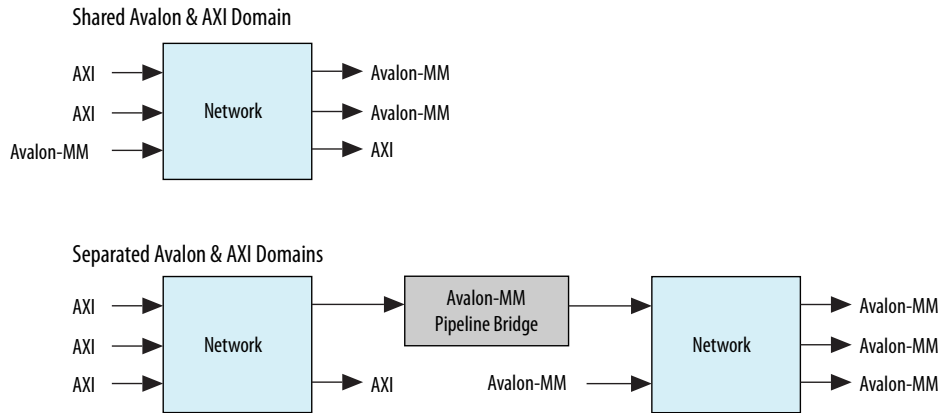 Shared Avalon & AXI Domain
AXI
Avalon-MM
AXI
Network
Avalon-MM
Avalon-MM
AXI
Separated Avalon & AXI Domains
AXI
Avalon-MM
Pipeline Bridge
Avalon-MM
AXI
Network
Network
Avalon-MM
AXI
AXI
Avalon-MM
Avalon-MM